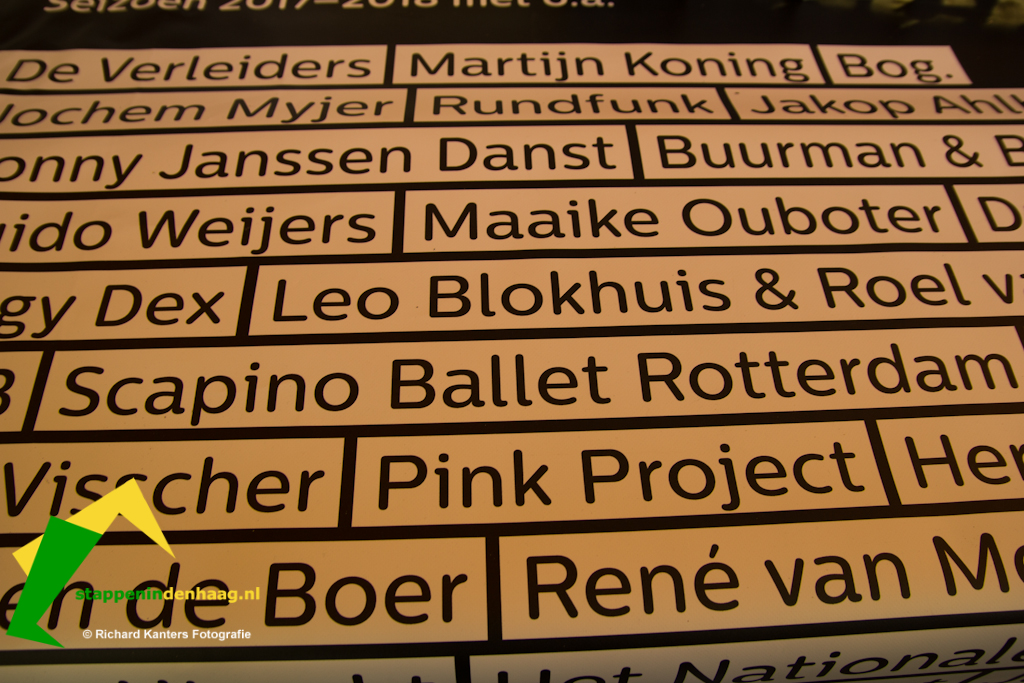 Seizoen 2017–2018 met o.a.
De Verleiders Martijn Koning Bog.
Jochem Myjer Rundfunk Jakop Ahl
onny Janssen Danst Buurman & B
uido Weijers Maaike Ouboter D
gy Dex Leo Blokhuis & Roel v
Scapino Ballet Rotterdam
Visscher Pink Project Her
en de Boer René van M
stappenindenhaag.nl
© Richard Kanters Fotografie
Het Nationale